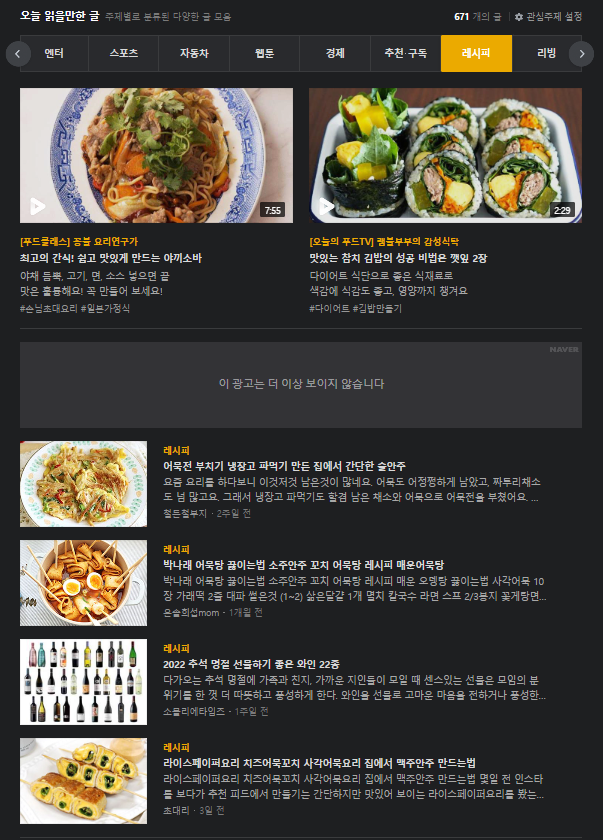 오늘 읽을만한 글 주제별로 분류된 다양한 글 모음
671 개의 글 관심주제 설정
엔터 스포츠 자동차 웹툰 경제 추천·구독 레시피 리빙
7:55
2:29
[푸드클래스] 꽁블 요리연구가
최고의 간식! 쉽고 맛있게 만드는 야끼소바
야채 듬뿍, 고기, 면, 소스 넣으면 끝
맛은 훌륭해요! 꼭 만들어 보세요!
#손님초대요리 #일본가정식
[오늘의 푸드TV] 쩸블부부의 감성식탁
맛있는 참치 김밥의 성공 비법은 깻잎 2장
다이어트 식단으로 좋은 식재료로
색감에 식감도 좋고, 영양까지 챙겨요
#다이어트 #김밥만들기
NAVER
이 광고는 더 이상 보이지 않습니다
레시피
어묵전 부치기 냉장고 파먹기 만든 집에서 간단한 술안주
요즘 요리를 하다보니 이것저것 남은것이 많네요. 어묵도 어정쩡하게 남았고, 짜투리채소
도 넘 많고요. 그래서 냉장고 파먹기도 할겸 남은 채소와 어묵으로 어묵전을 부쳤어요. ...
철든철부지 · 2주일 전
레시피
박나래 어묵탕 끓이는법 소주안주 꼬치 어묵탕 레시피 매운어묵탕
박나래 어묵탕 끓이는법 소주안주 꼬치 어묵탕 레시피 매운 오뎅탕 끓이는법 사각어묵 10
장 가래떡 2줄 대파 썰은것 (1~2) 삶은달걀 1개 멸치 칼국수 라면 스프 2/3봉지 꽃게탕면...
은솔희섭mom · 1개월 전
레시피
2022 추석 명절 선물하기 좋은 와인 22종
다가오는 추석 명절에 가족과 친지, 가까운 지인들이 모일 때 센스있는 선물은 모임의 분
위기를 한 껏 더 따뜻하고 풍성하게 한다. 와인을 선물로 고마운 마음을 전하거나 풍성한...
소믈리에타임즈 · 1주일 전
레시피
라이스페이퍼요리 치즈어묵꼬치 사각어묵요리 집에서 맥주안주 만드는법
라이스페이퍼요리 치즈어묵꼬치 사각어묵요리 집에서 맥주안주 만드는법 몇일 전 인스타
를 보다가 추천 피드에서 만들기는 간단하지만 맛있어 보이는 라이스페이퍼요리를 봤는...
초대리 · 3일 전